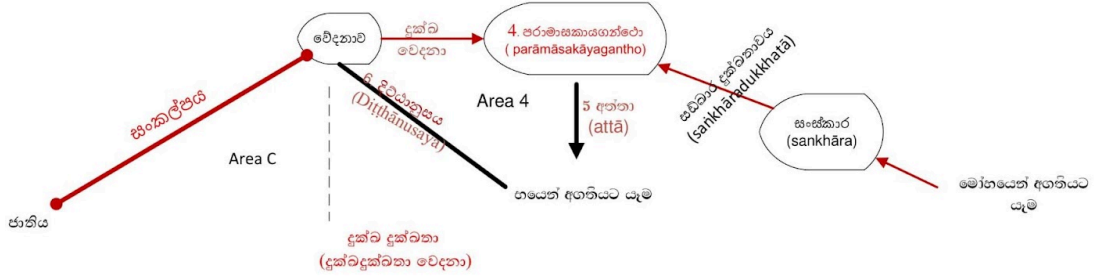 වේදනාව
දුක්ඛ
වෙදනා
4. පරාමාසකායගන්ථො
( parāmāsakāyagantho)
සංකල්පය
6. දිට්ඨානුසය
(Diṭṭhānusaya)
Area 4
5 අත්තා
(attā)
සඞ්ඛාර දුක්ඛතාවය
(saṅkhāradukkhatā)
සංස්කාර
(sankhāra)
Area C
භයෙන් අගතියට යෑම
මෝහයෙන් අගතියට
යෑම
ජාතිය
දුක්ඛ දුක්ඛතා
(දුක්ඛදුක්ඛතා වෙදනා)